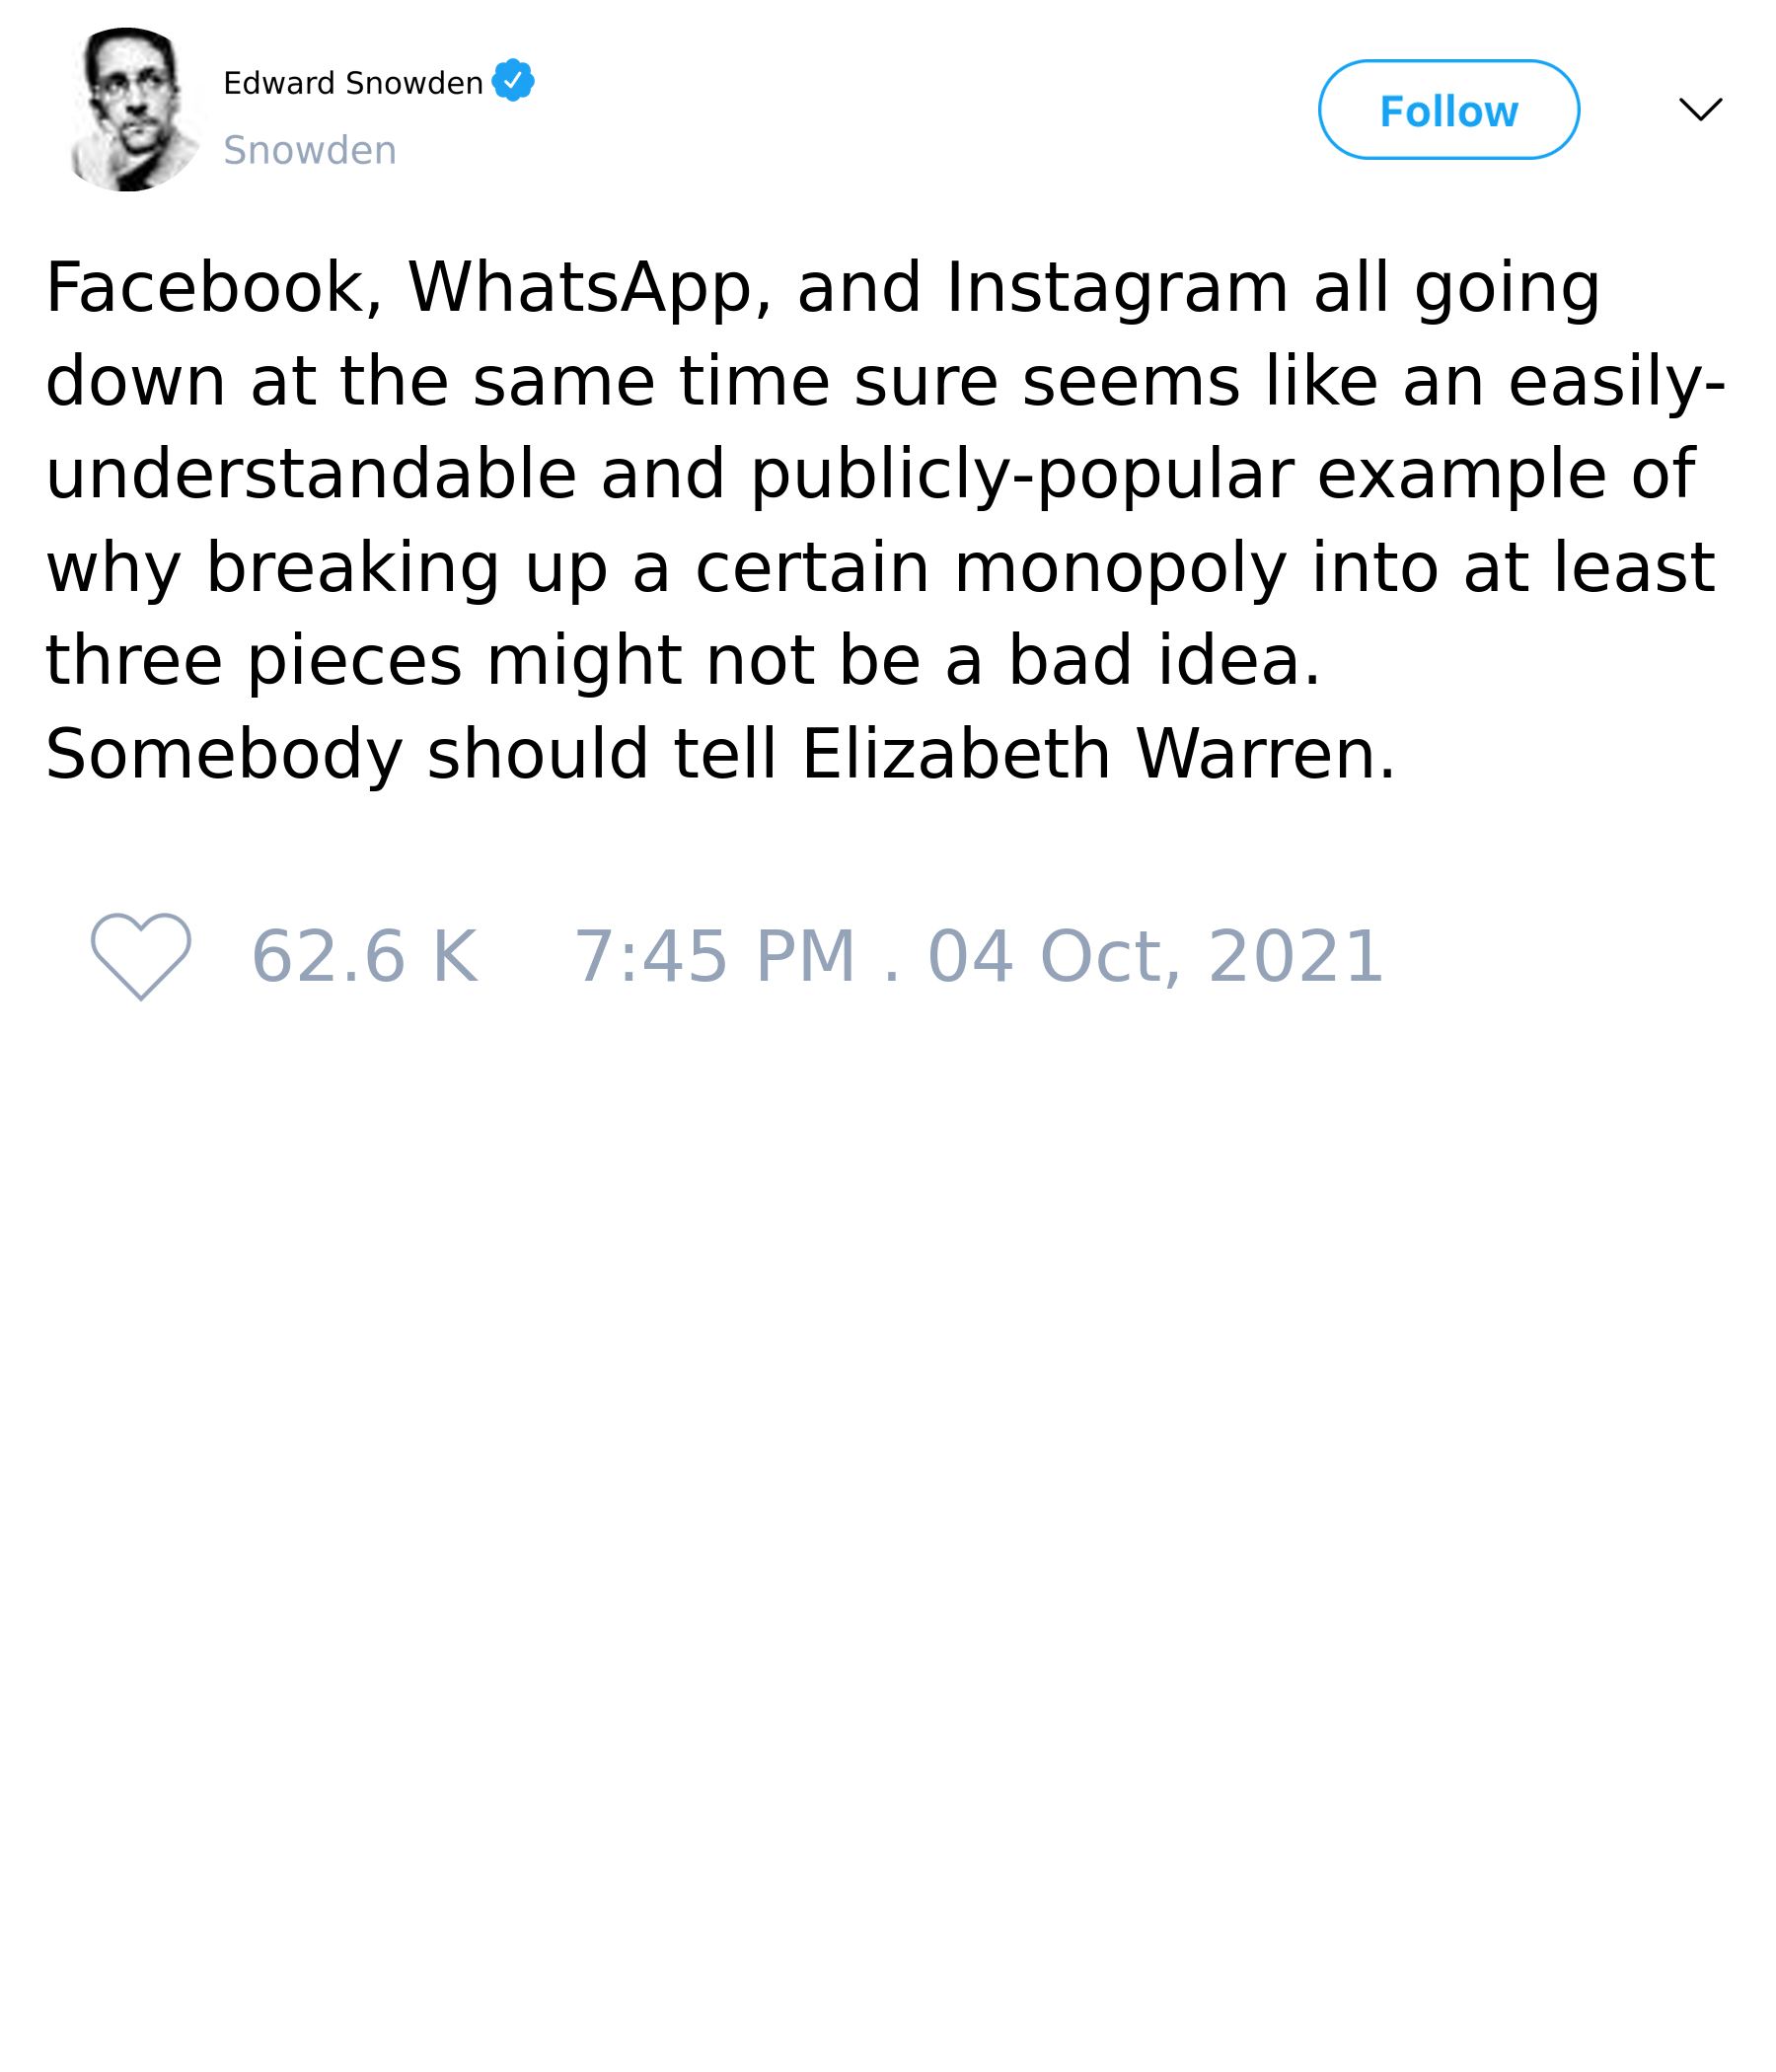 Edward Snowden
Snowden
Follow
Facebook, WhatsApp, and Instagram all going
down at the same time sure seems like an easily-
understandable and publicly-popular example of
why breaking up a certain monopoly into at least
three pieces might not be a bad idea.
Somebody should tell Elizabeth Warren.
62.6 K 7:45 PM . 04 Oct, 2021